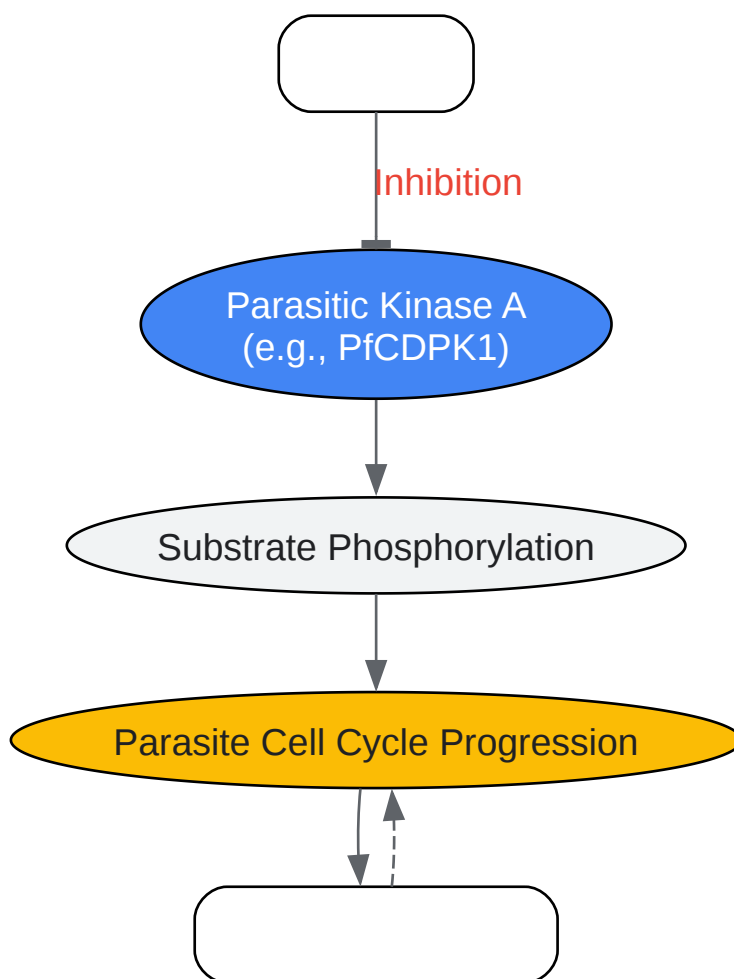 Inhibition
Parasitic Kinase A
(e.g., PfCDPK1)
Substrate Phosphorylation
Parasite Cell Cycle Progression